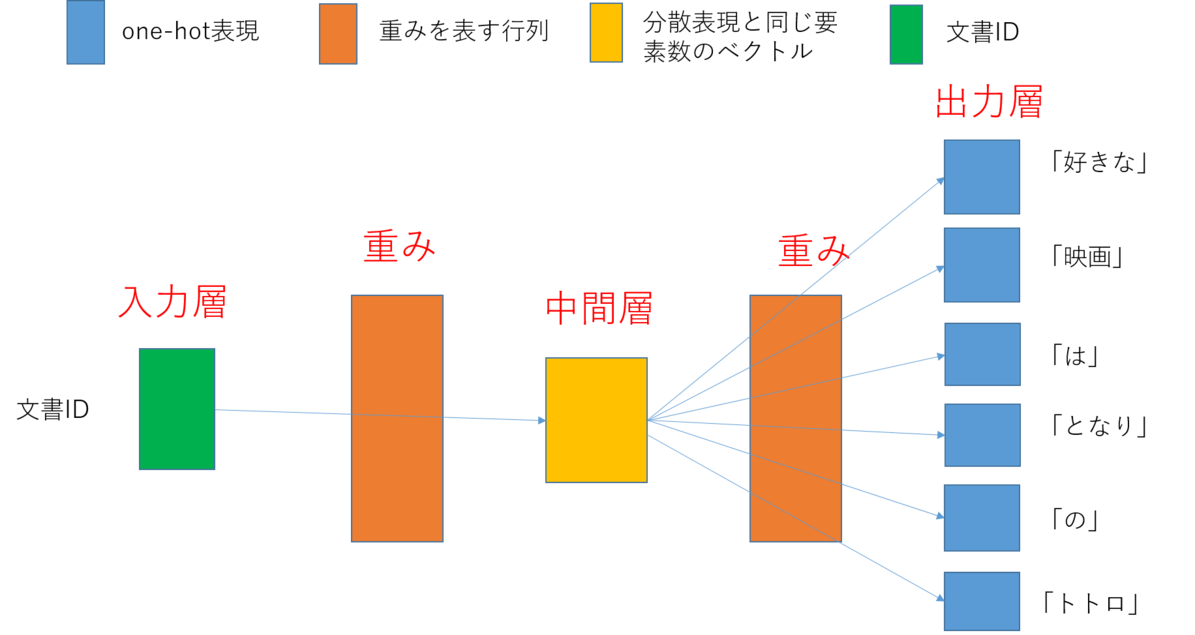 one-hot表現
重みを表す行列
分散表現と同じ要
素数のベクトル
文書ID
出力層
「好きな」
重み
重み
「映画」
入力層
中間層
「は」
文書ID
「となり」
「の」
「トトロ」